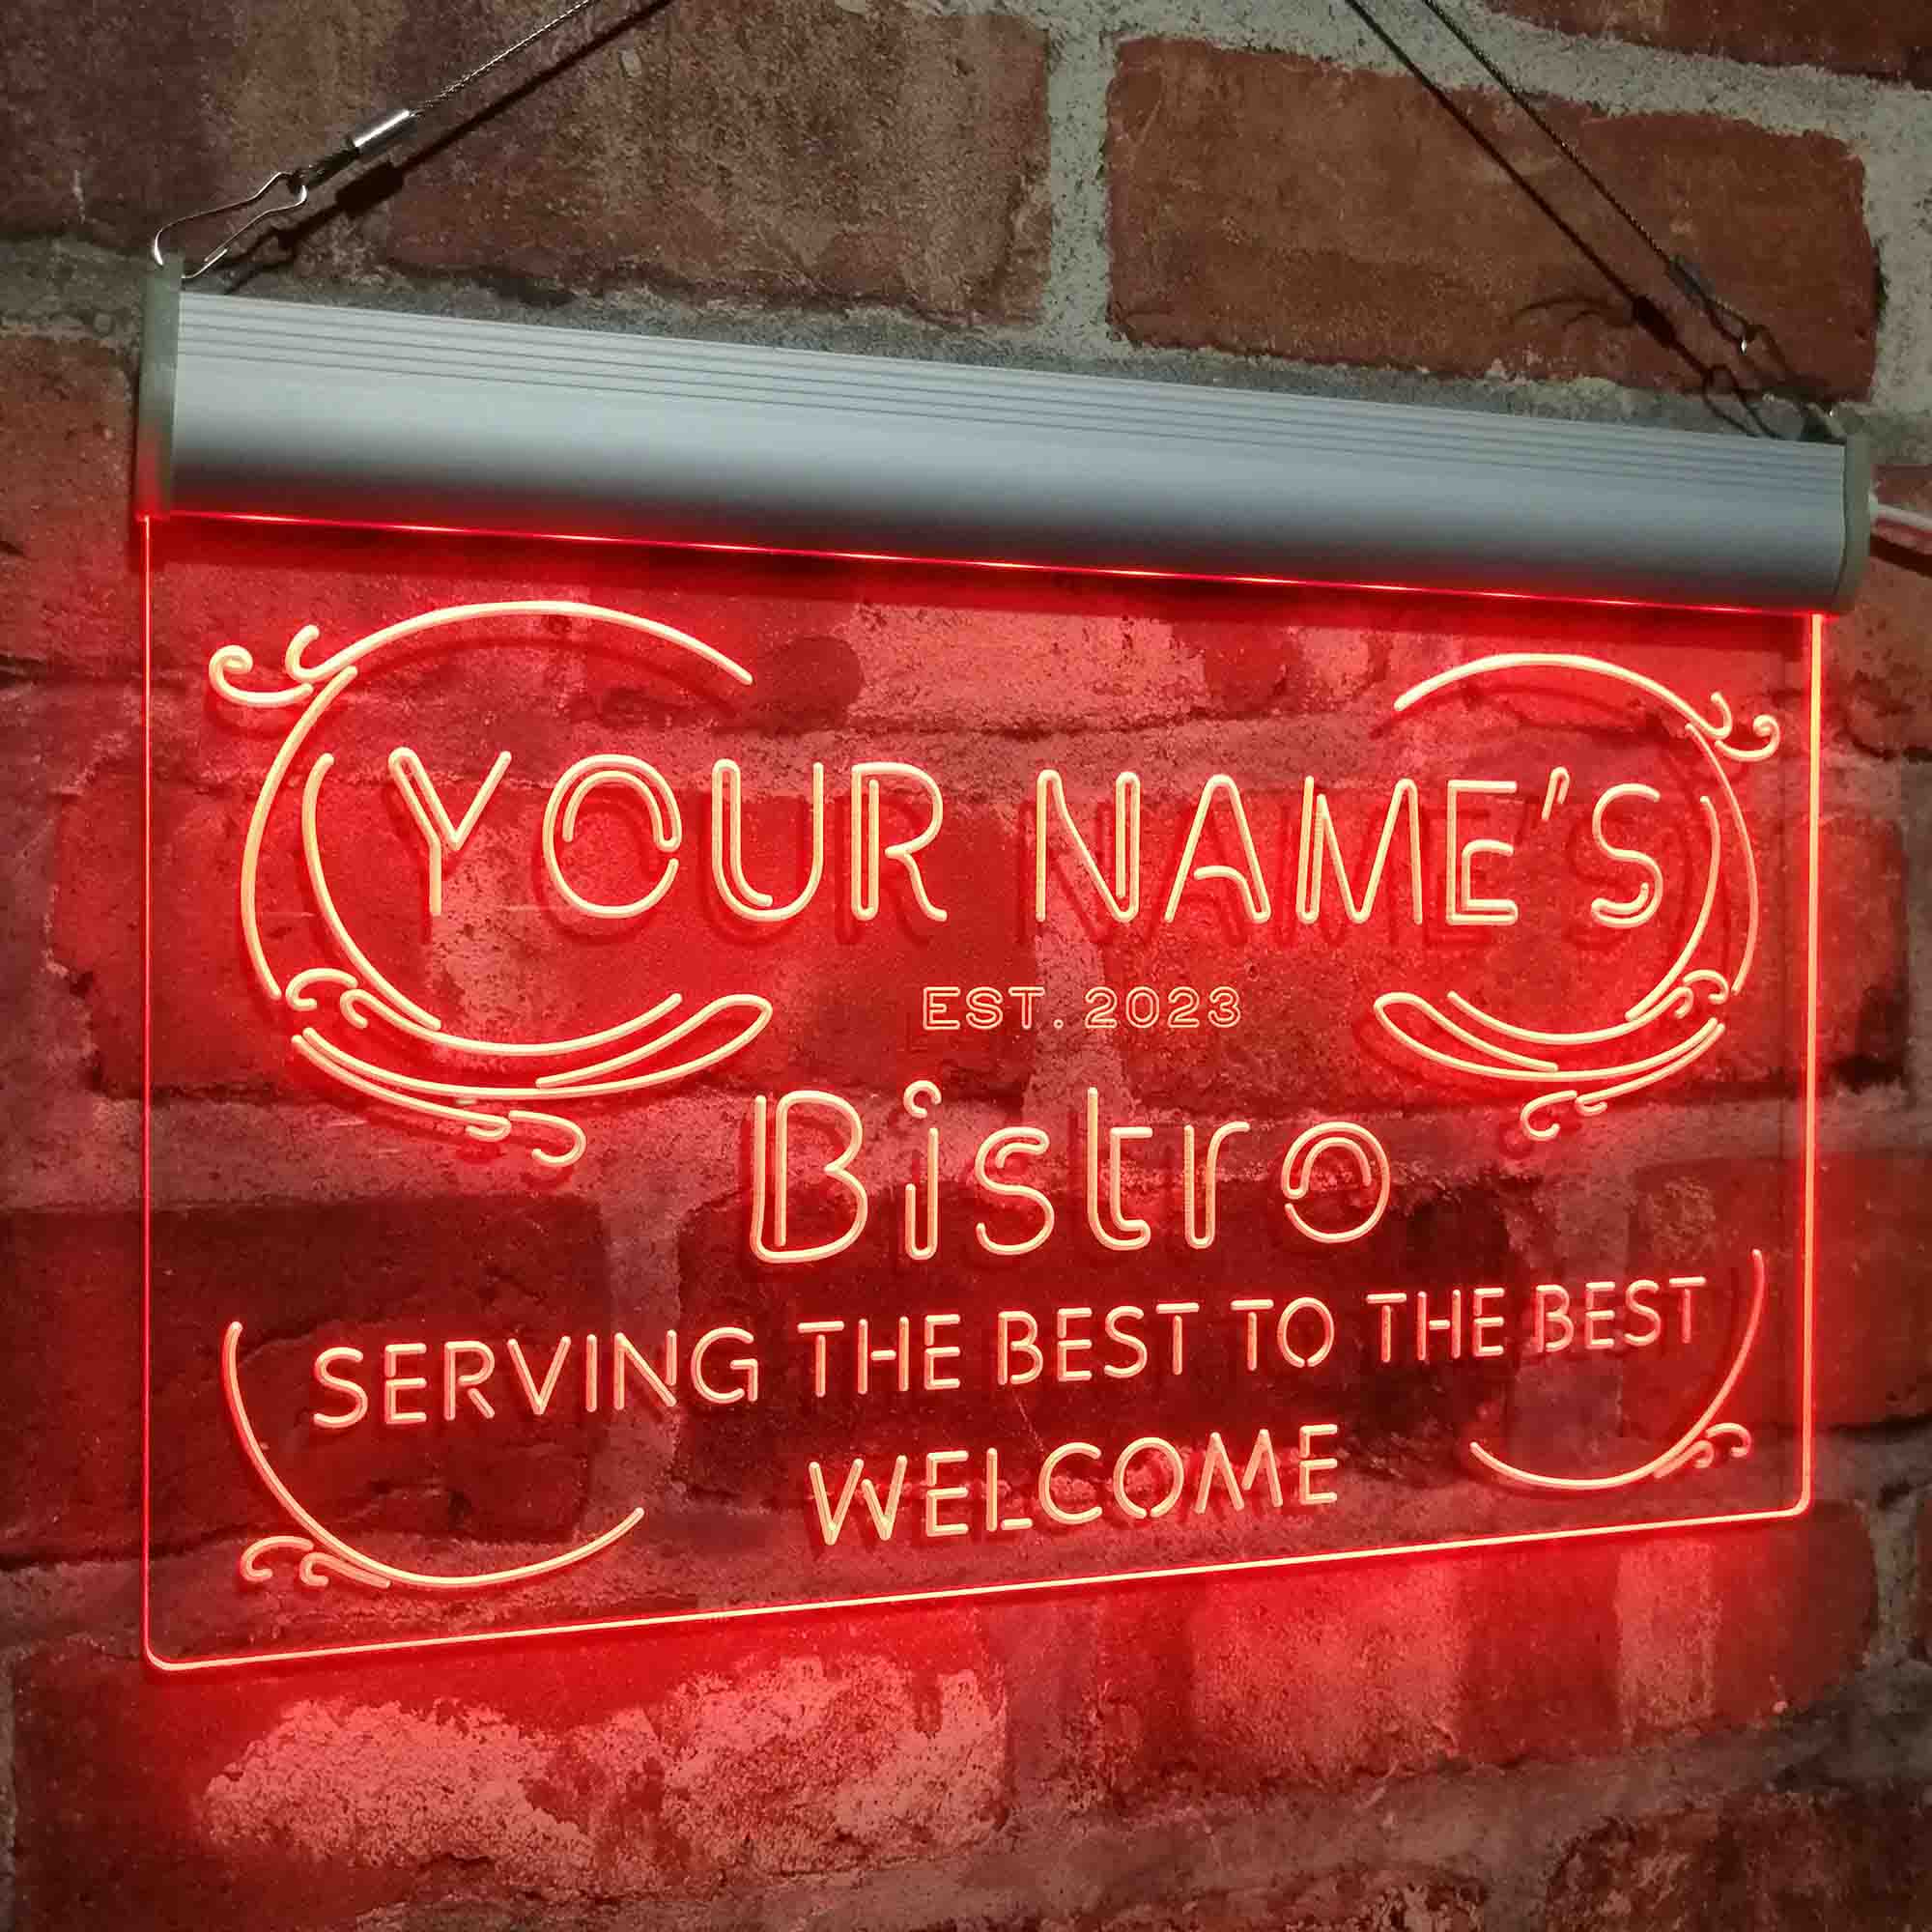 YOUR NAME'S
EST. 2023
Bistro
SERVING THE BEST TO THE BEST
WELCOME